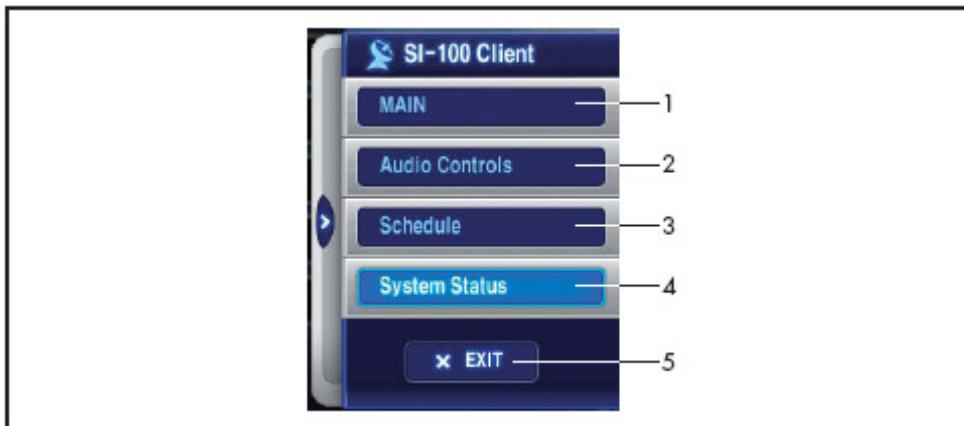 SI-100 Client
MAIN 1
Audio Controls 2
Schedule 3
System Status 4
× EXIT 5